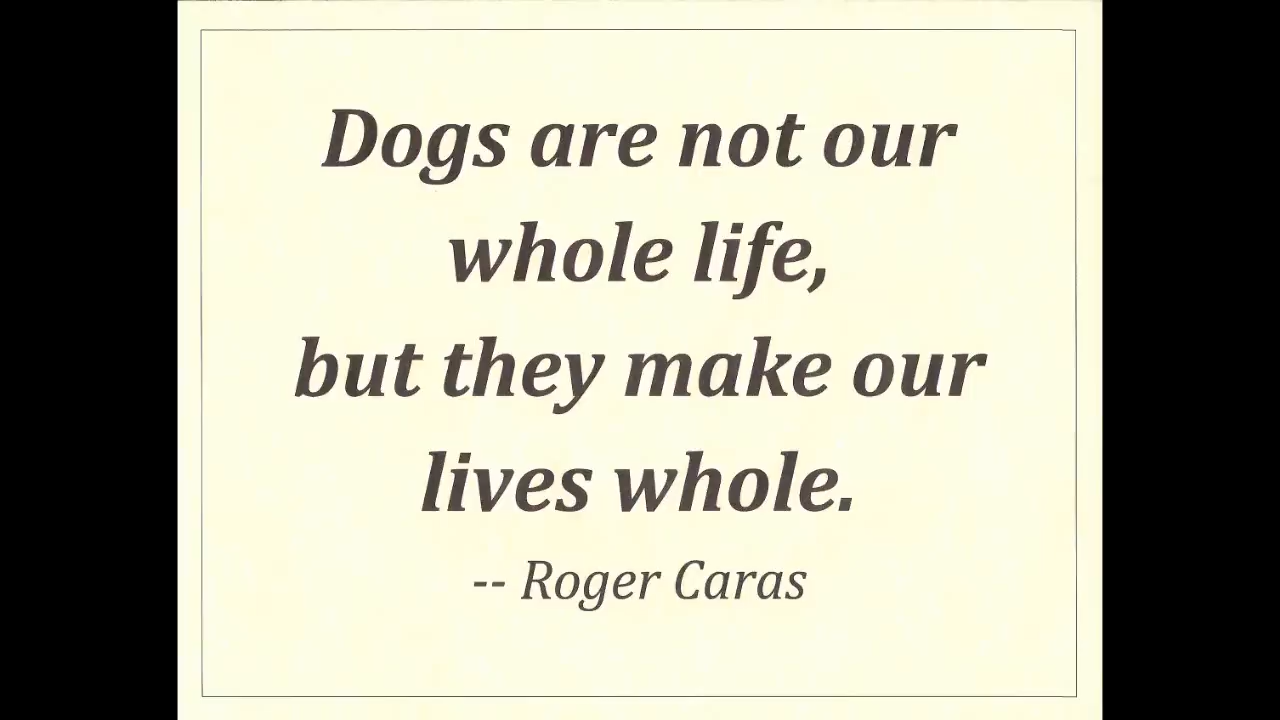 Dogs are not our
whole life,
but they make our
lives whole.
-- Roger Caras